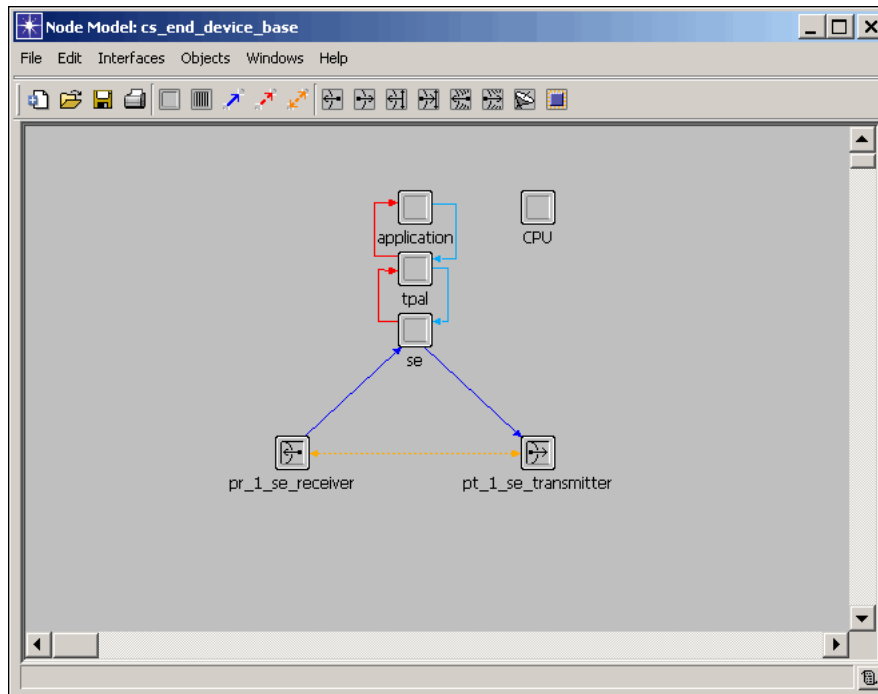 Node Model: cs_end_device_base
File Edit Interfaces Objects Windows Help
application
CPU
tpal
se
pr_1_se_receiver
pt_1_se_transmitter